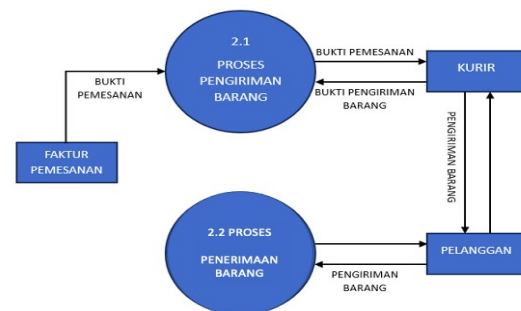 2.1
PROSES
PENGIRIMAN
BARANG
BUKTI PEMESANAN
KURIR
BUKTI
PEMESANAN
BUKTI PENGIRIMAN
BARANG
FAKTUR
PEMESANAN
PENGIRIMAN
BARANG
2.2 PROSES
PENERIMAAN
BARANG
PELANGGAN
PENGIRIMAN
BARANG